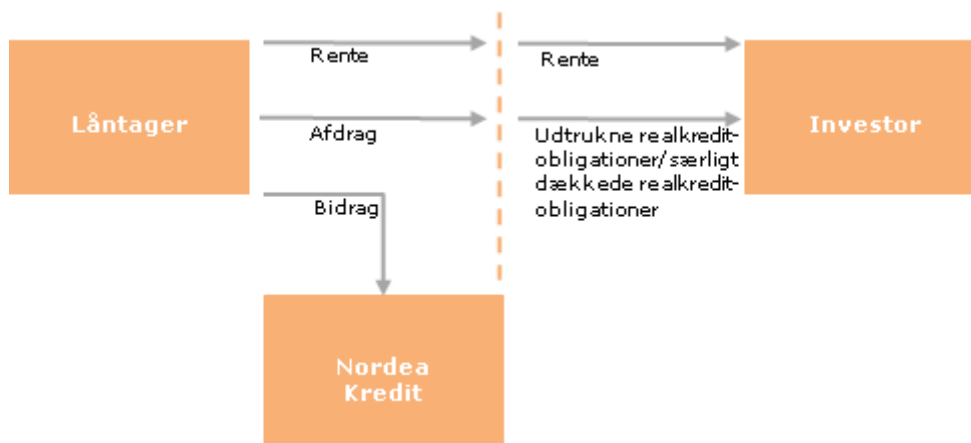 Låntager
Rente
Afdrag
Bidrag
Rente
Udtrukne realkredit-
obligationer/særligt
dækkede realkredit-
obligationer
Investor
Nordea
Kredit